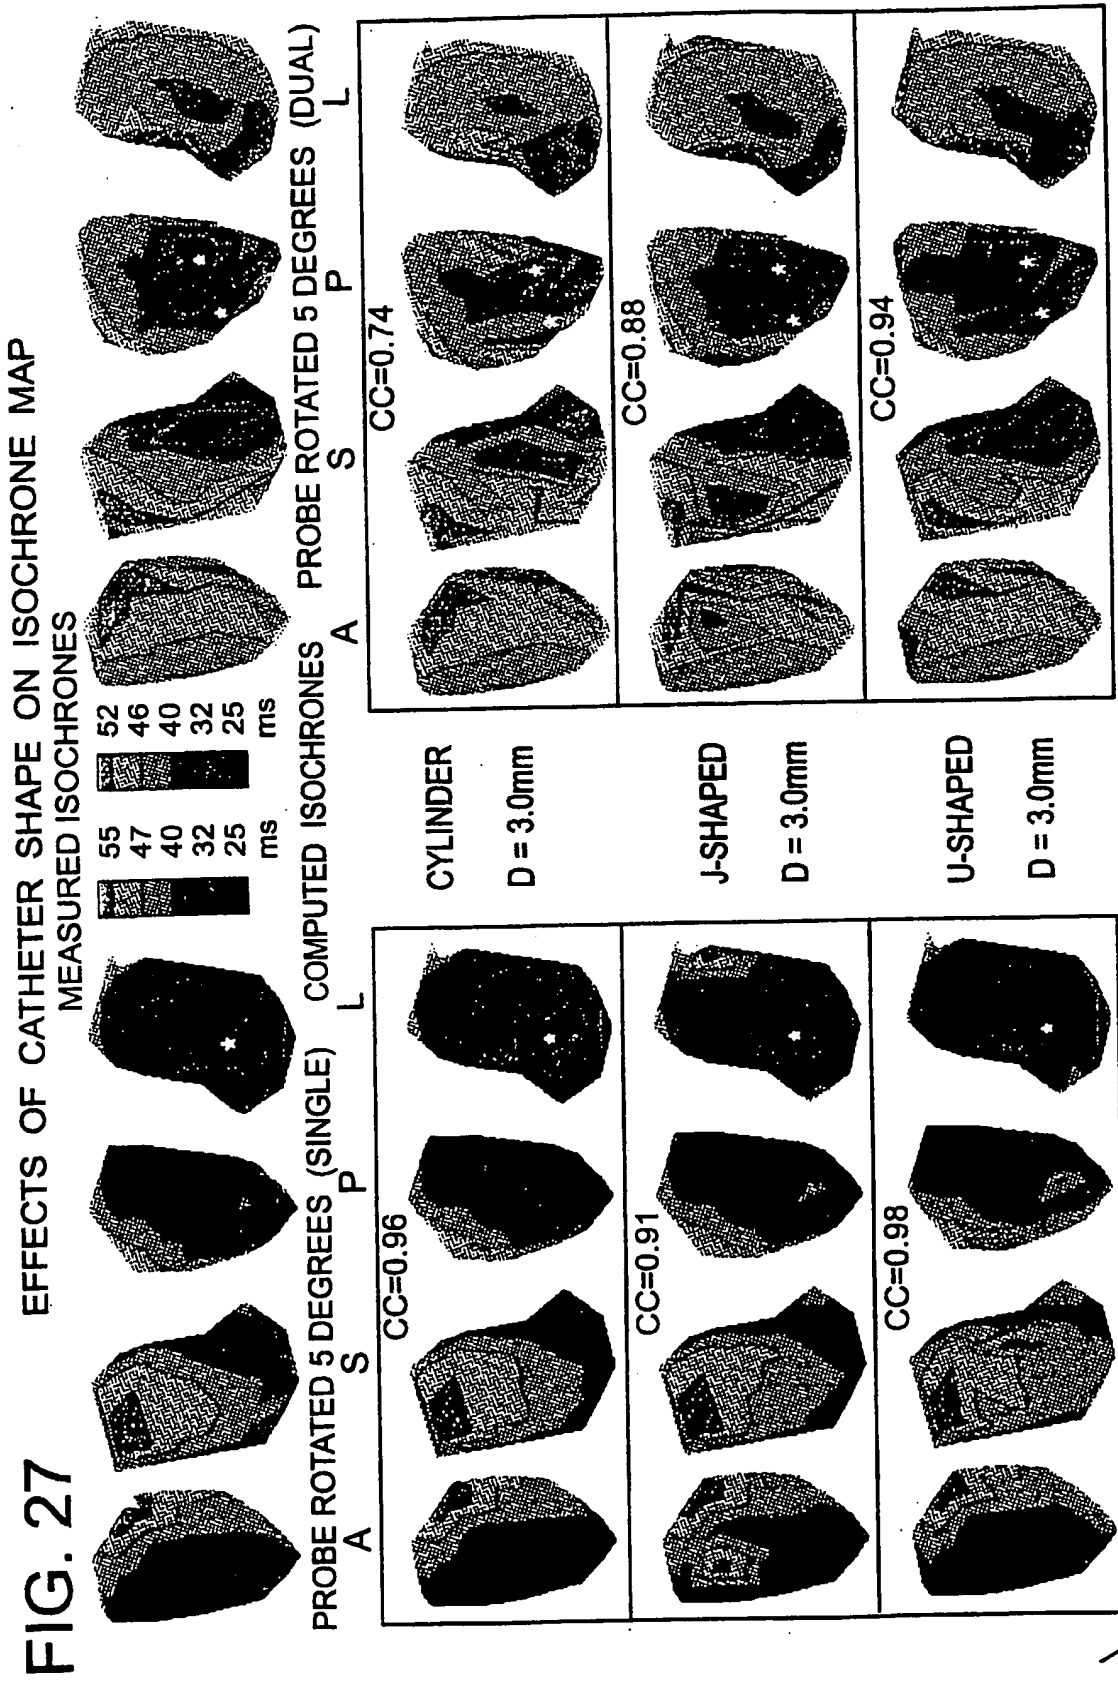 FIG. 27
EFFECTS OF CATHETER SHAPE ON ISOCHRONE MAP
MEASURED ISOCHRONES
55
47
40
32
25
ms
52
46
40
32
25
ms
PROBE ROTATED 5 DEGREES (SINGLE)
COMPUTED ISOCHRONES
PROBE ROTATED 5 DEGREES (DUAL)
A S P L
A S P L
CC=0.96
CYLINDER
D = 3.0mm
CC=0.74
CC=0.91
J-SHAPED
D = 3.0mm
CC=0.88
CC=0.98
U-SHAPED
D = 3.0mm
CC=0.94